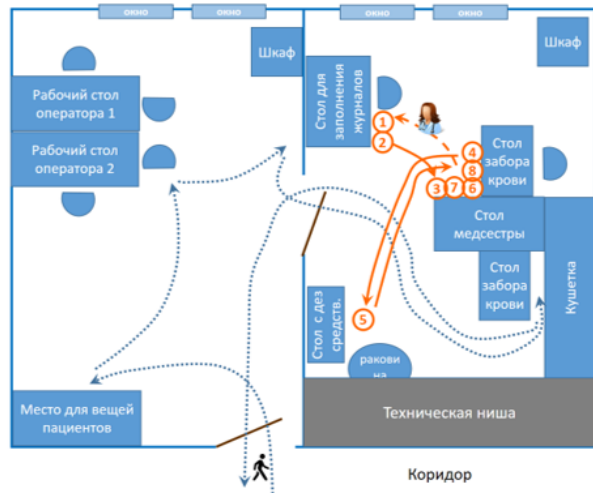 окно
окно
окно
окно
Шкаф
Шкаф
Рабочий стол
оператора 1
Рабочий стол
оператора 2
Стол для
заполнения
журналов
1
2
3
7
6
4
8
Стол
забора
крови
Стол
медсестры
Стол
забора
крови
Кушетка
Стол с дез
средств.
5
ракови
на
Место для вещей
пациентов
Техническая ниша
Коридор